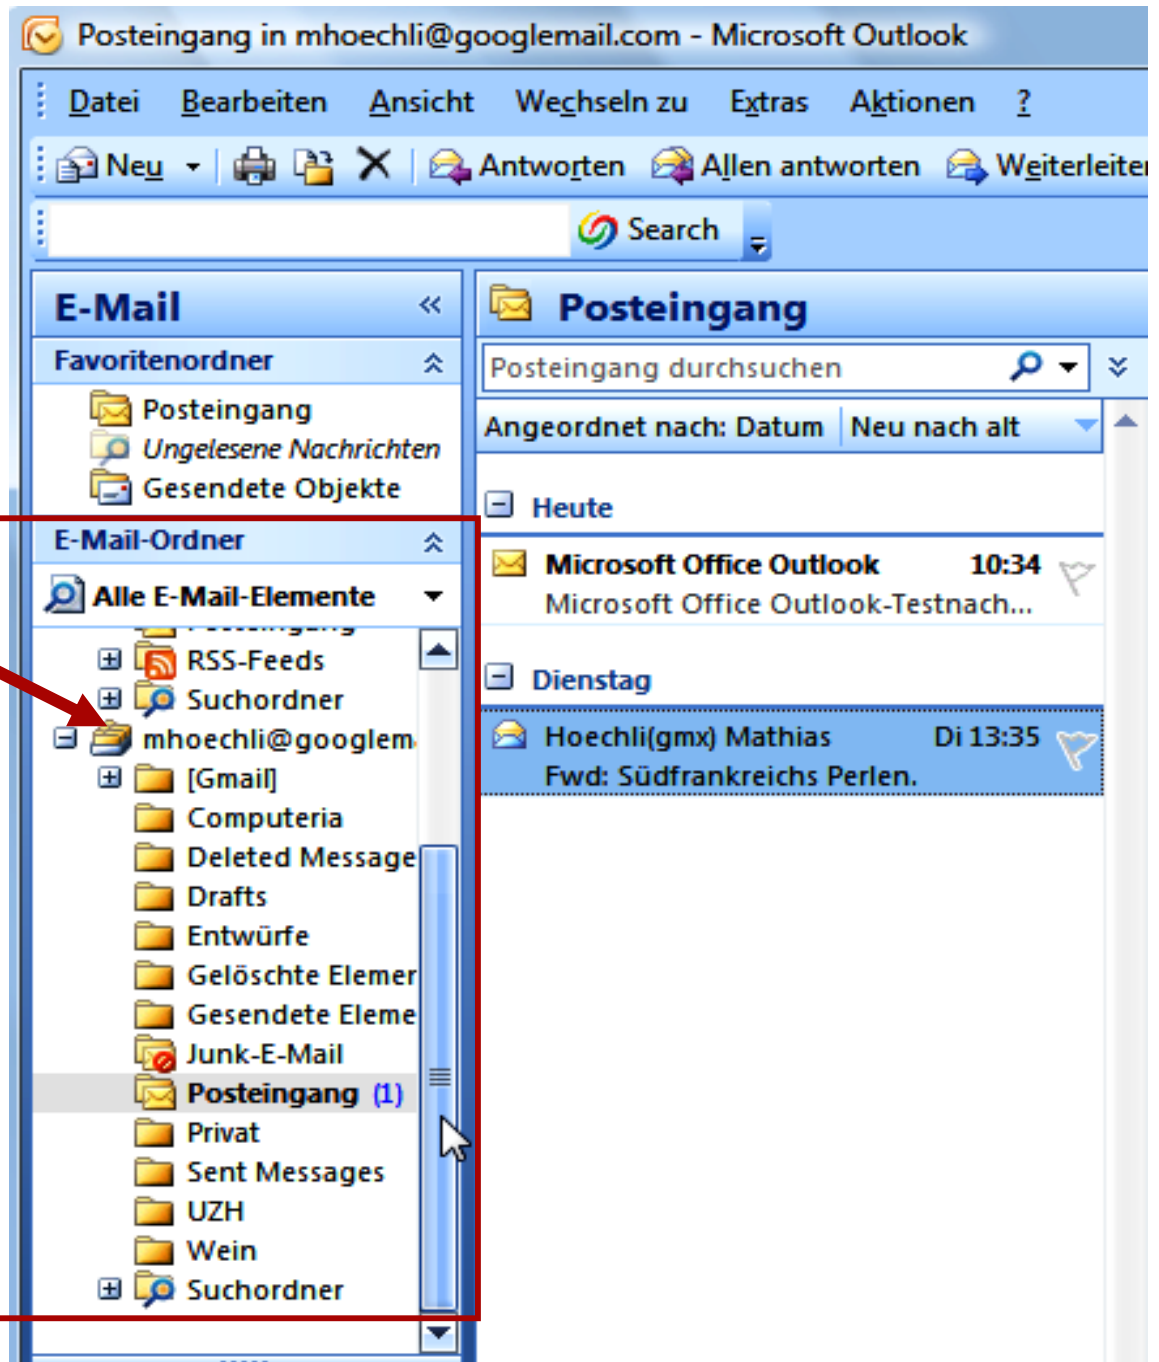 Posteingang in mhoechli@googlemail.com - Microsoft Outlook
Datei Bearbeiten Ansicht Wechseln zu Extras Aktionen ?
Neu Antworten Allen antworten Weiterleiter
Search
E-Mail «
Favoritenordner
Posteingang
Ungelesene Nachrichten
Gesendete Objekte
E-Mail-Ordner
Alle E-Mail-Elemente
Posteingang
RSS-Feeds
Suchordner
mhoechli@googlem
[Gmail]
Computeria
Deleted Message
Drafts
Entwürfe
Gelöschte Elemer
Gesendete Eleme
Junk-E-Mail
Posteingang (1)
Privat
Sent Messages
UZH
Wein
Suchordner
Posteingang
Posteingang durchsuchen
Angeordnet nach: Datum Neu nach alt
Heute
Microsoft Office Outlook 10:34
Microsoft Office Outlook-Testnach...
Dienstag
Hoechli(gmx) Mathias Di 13:35
Fwd: Südfrankreichs Perlen.